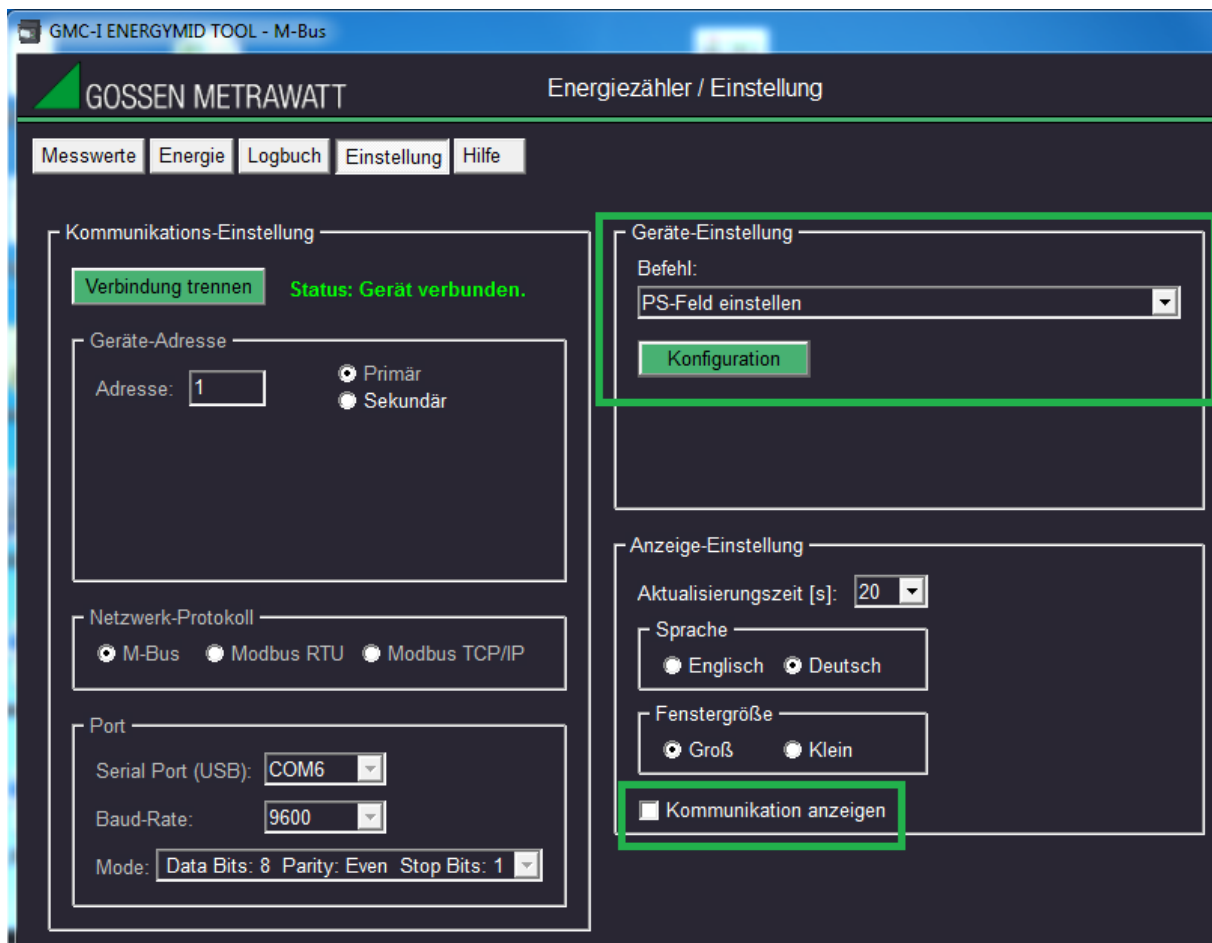 GMC-I ENERGYMID TOOL - M-Bus
GOSSEN METRAWATT
Energiezähler / Einstellung
Messwerte Energie Logbuch Einstellung Hilfe
Kommunikations-Einstellung
Verbindung trennen Status: Gerät verbunden.
Geräte-Adresse
Adresse: 1
Primär
Sekundär
Netzwerk-Protokoll
M-Bus Modbus RTU Modbus TCP/IP
Port
Serial Port (USB): COM6
Baud-Rate: 9600
Mode: Data Bits: 8 Parity: Even Stop Bits: 1
Geräte-Einstellung
Befehl:
PS-Feld einstellen
Konfiguration
Anzeige-Einstellung
Aktualisierungszeit [s]: 20
Sprache
Englisch Deutsch
Fenstergröße
Groß Klein
Kommunikation anzeigen